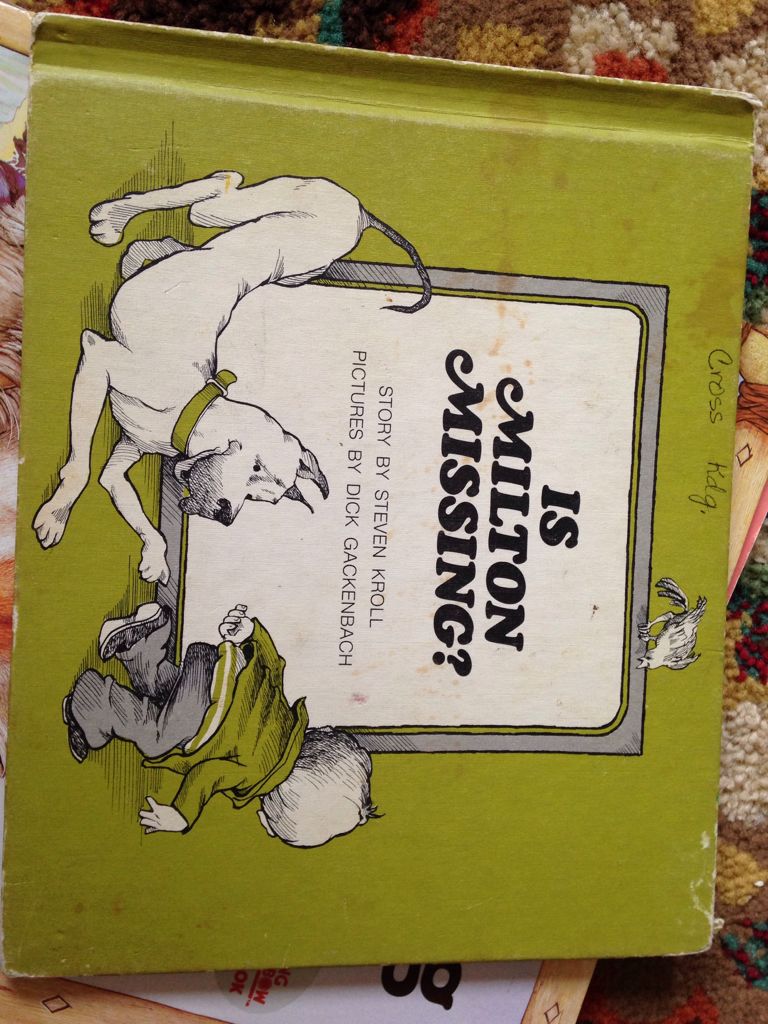 Cross Kdg.
IS
MILTON
MISSING?
STORY BY STEVEN KROLL
PICTURES BY DICK GACKENBACH